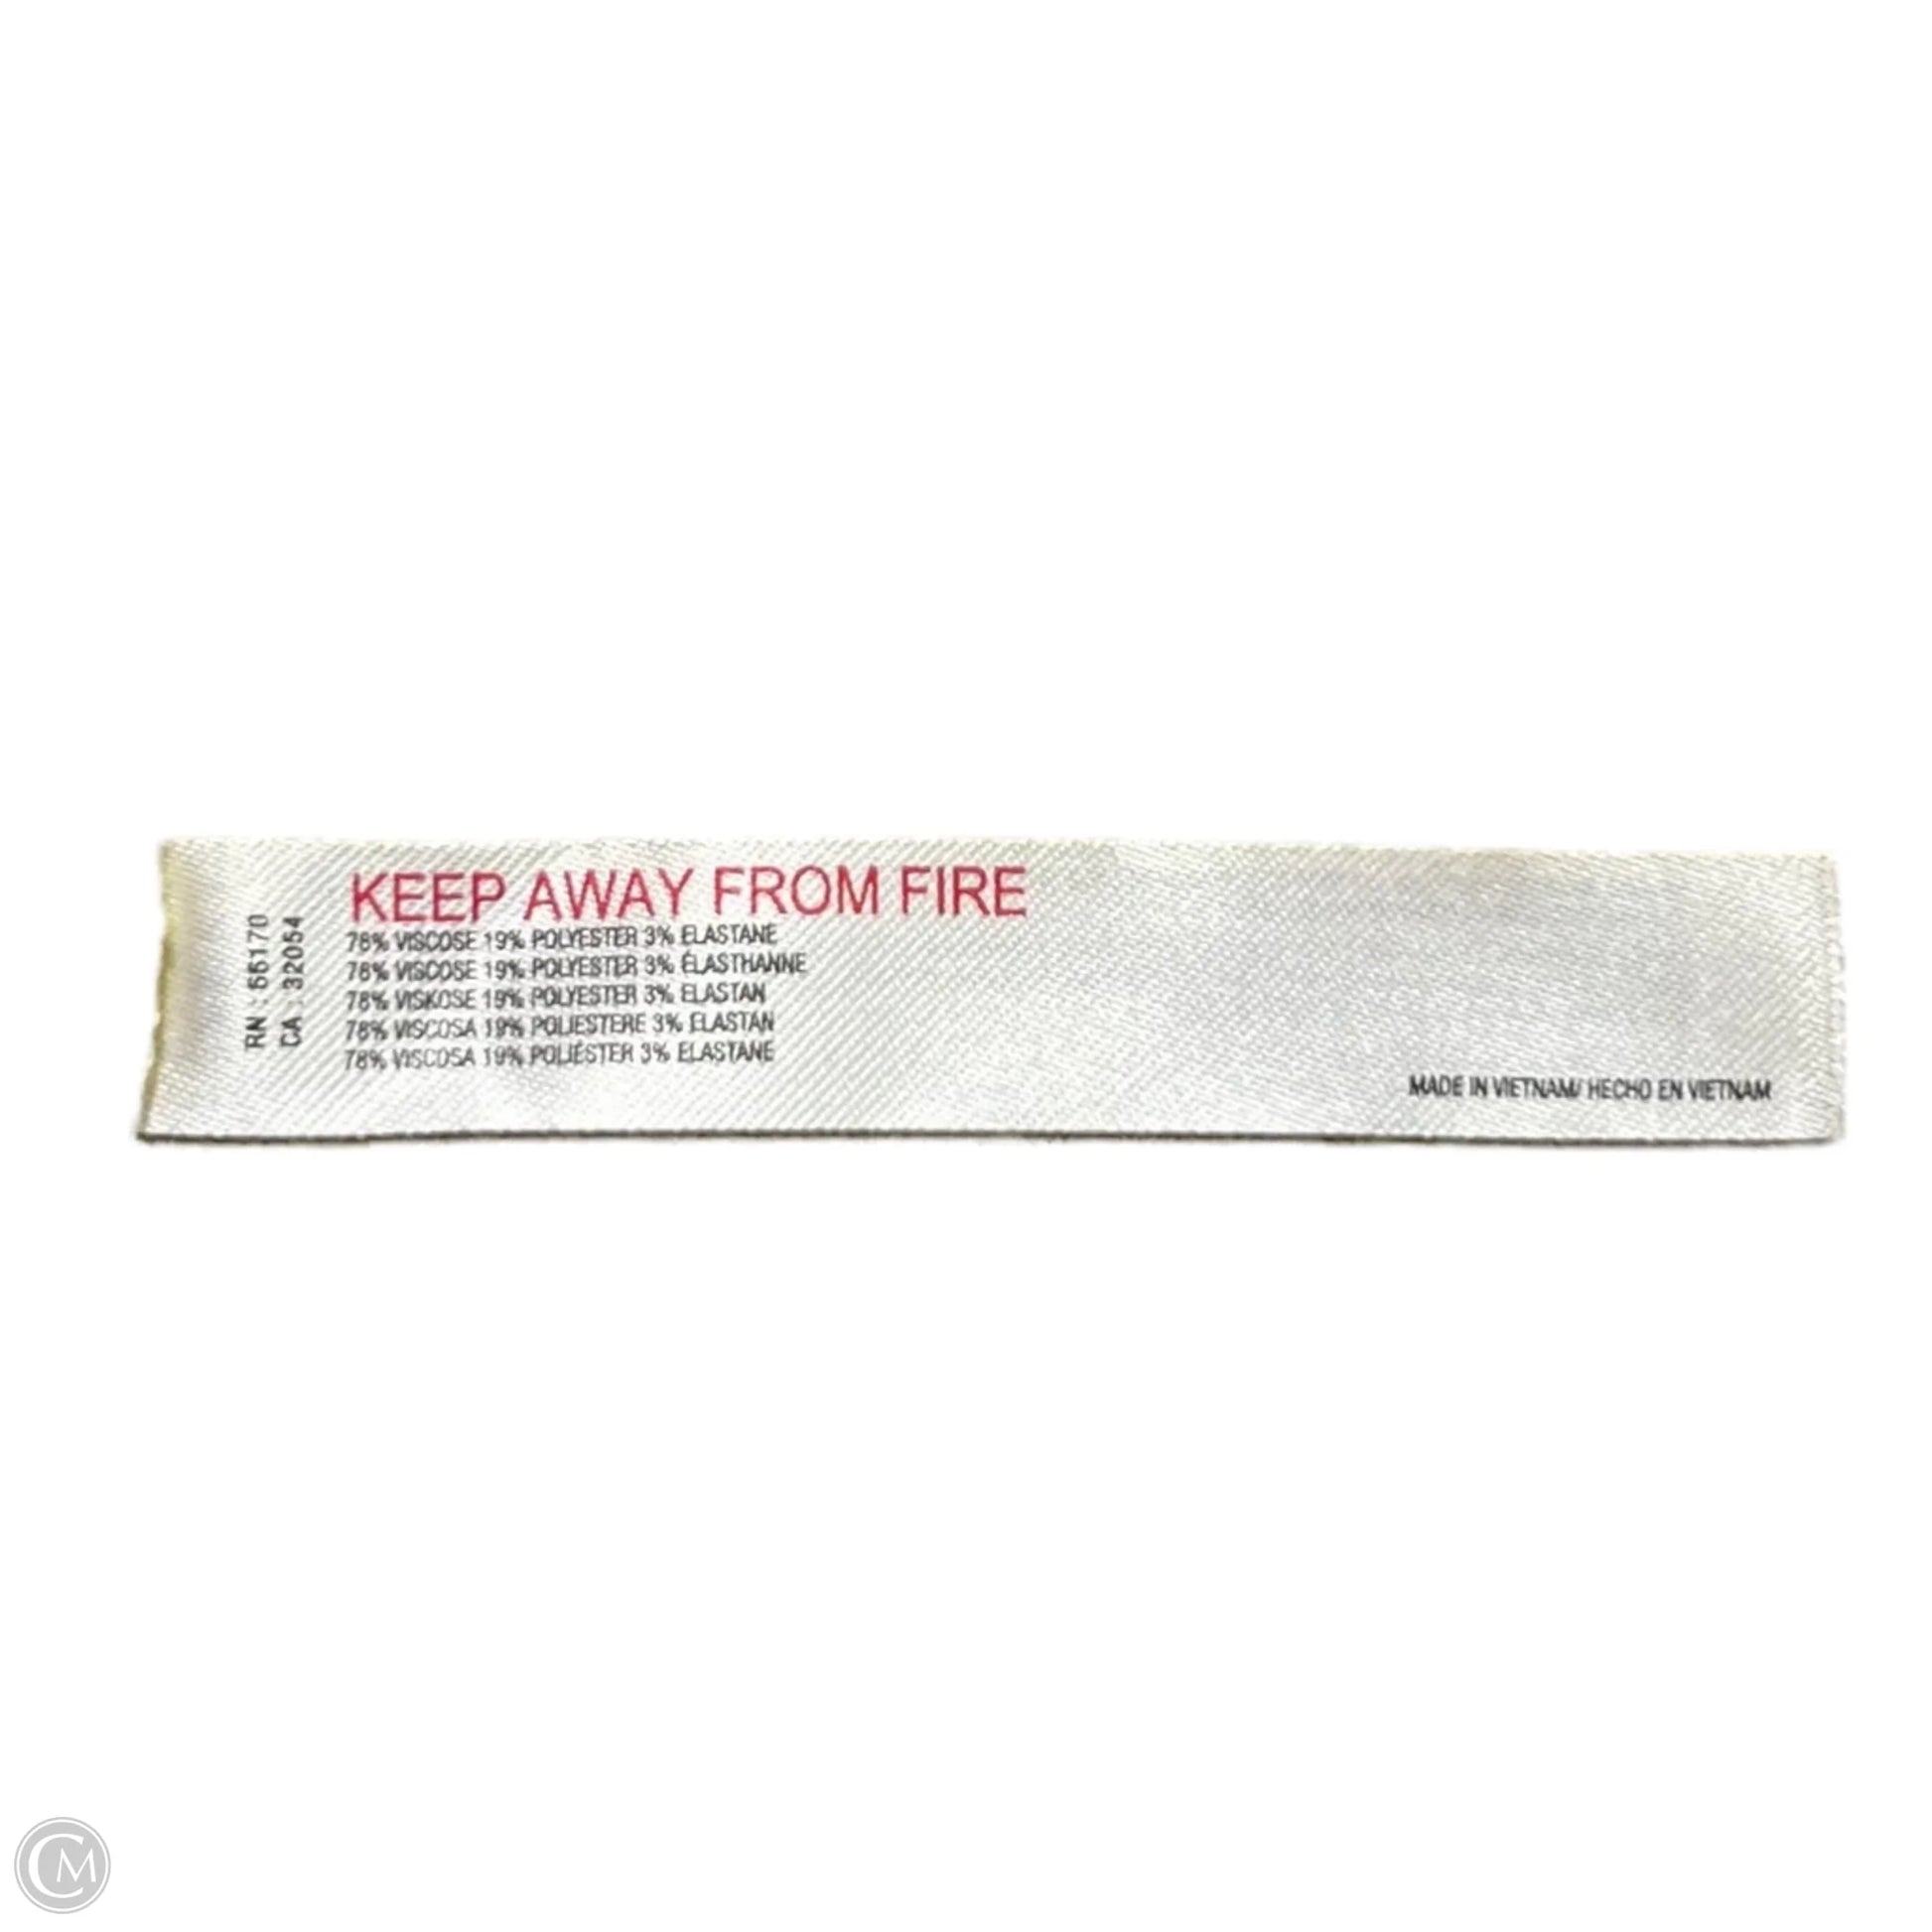 KEEP AWAY FROM FIRE
78% VISCOSE 19% POLYESTER 3% ELASTANE
78% VISCOSE 19% POLYESTER 3% ÉLASTHANNE
78% VISKOSE 19% POLYESTER 3% ELASTAN
78% VISCOSA 19% POLIESTERE 3% ELASTAN
78% VISCOSA 19% POLIÉSTER 3% ELASTANE
RN : 66170
CA : 32054
MADE IN VIETNAM/ HECHO EN VIETNAM
CM